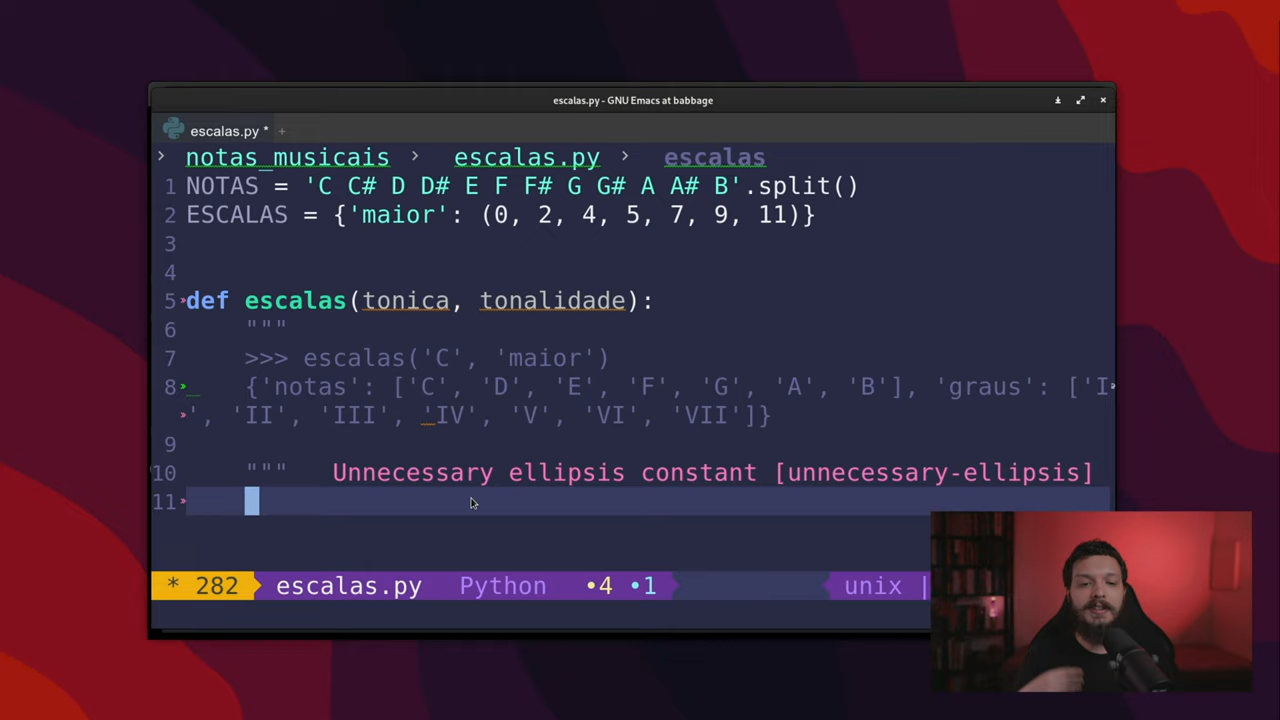 escalas.py - GNU Emacs at babbage
escalas.py * +
> notas_musicais > escalas.py > escalas
1 NOTAS = 'C C# D D# E F F# G G# A A# B'.split()
2 ESCALAS = {'maior': (0, 2, 4, 5, 7, 9, 11)}
3
4
5 def escalas(tonica, tonalidade):
6 """
7 >>> escalas('C', 'maior')
8 {'notas': ['C', 'D', 'E', 'F', 'G', 'A', 'B'], 'graus': ['I
', 'II', 'III', 'IV', 'V', 'VI', 'VII']}
9
10 """ Unnecessary ellipsis constant [unnecessary-ellipsis]
11
* 282 escalas.py Python •4 •1 unix |